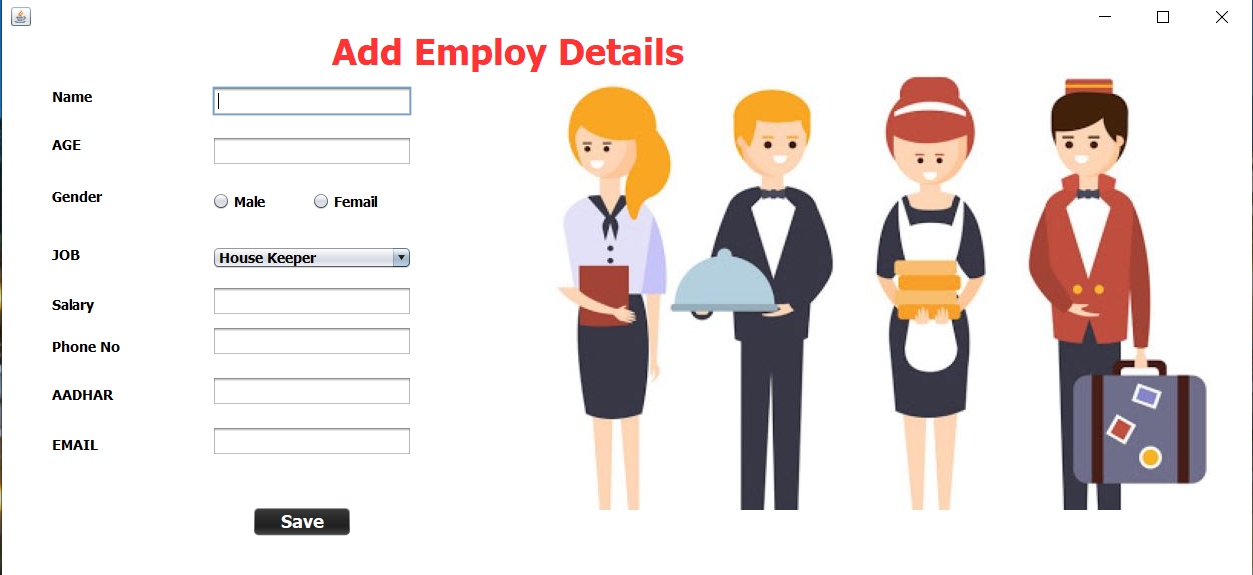 Add Employ Details
Name
AGE
Gender
Male
Femail
JOB
House Keeper
Salary
Phone No
AADHAR
EMAIL
Save